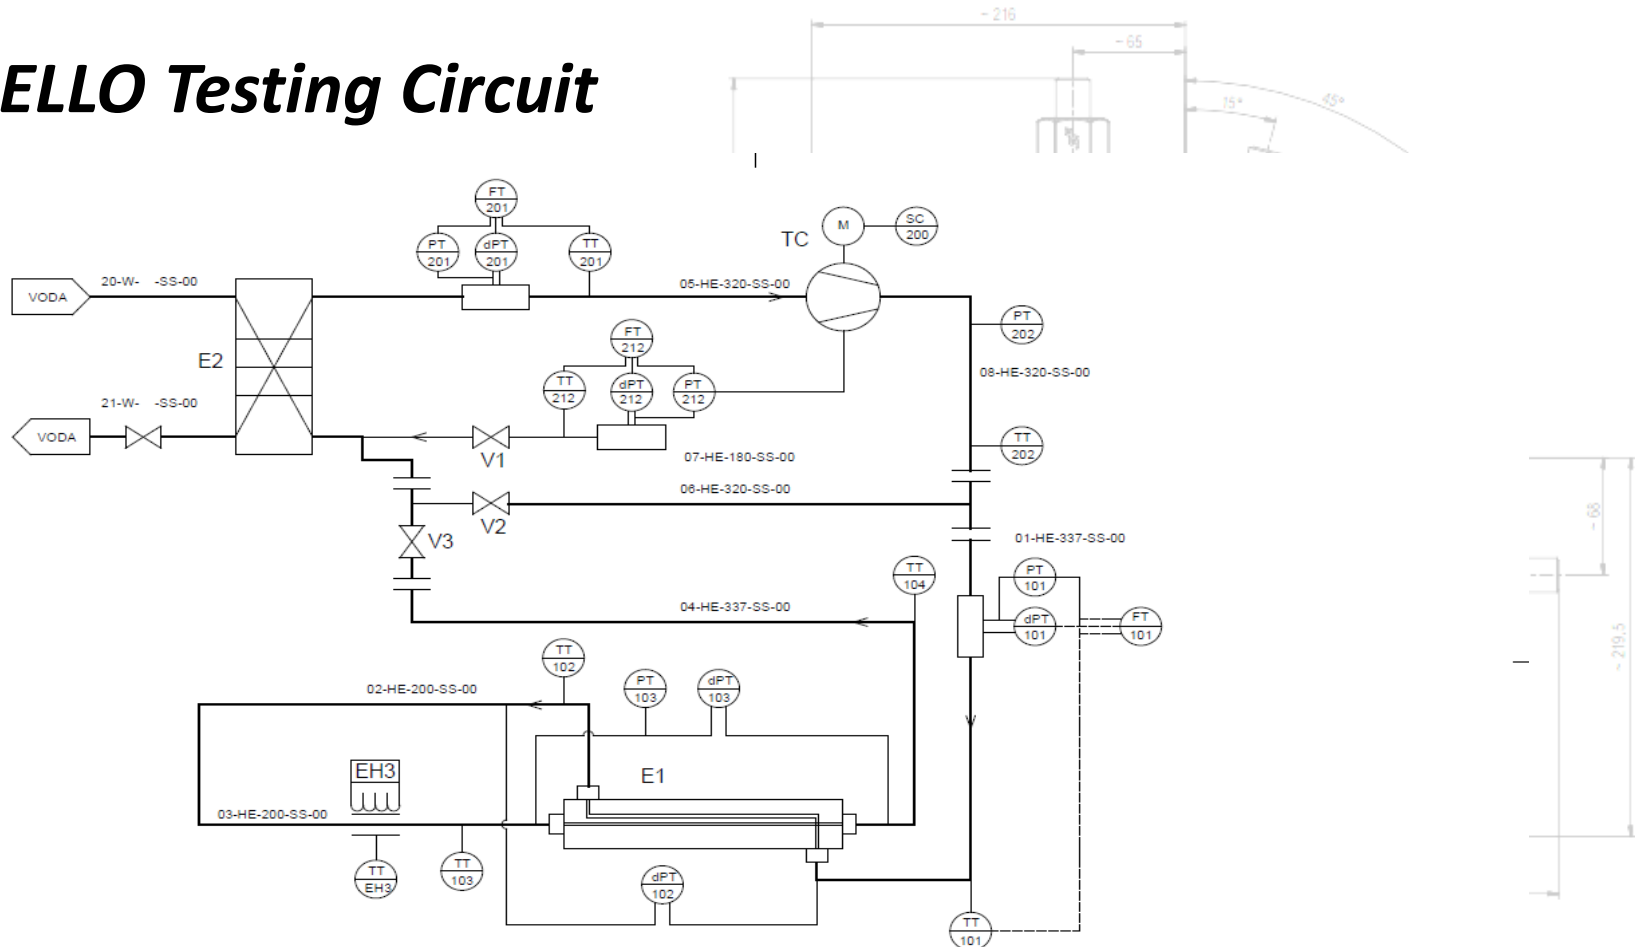 ~216
~65
ELLO Testing Circuit
15°
45°
FT
201
PT
201
dPT
201
TT
201
TC
M
SC
200
20-W-   -SS-00
VODA
05-HE-320-SS-00
PT
202
FT
212
E2
08-HE-320-SS-00
TT
212
dPT
212
PT
212
21-W-   -SS-00
VODA
V1
07-HE-180-SS-00
TT
202
06-HE-320-SS-00
V2
V3
01-HE-337-SS-00
~68
TT
104
PT
101
04-HE-337-SS-00
dPT
101
FT
101
~219,5
TT
102
02-HE-200-SS-00
PT
103
dPT
103
EH3
E1
03-HE-200-SS-00
TT
EH3
TT
103
dPT
102
TT
101